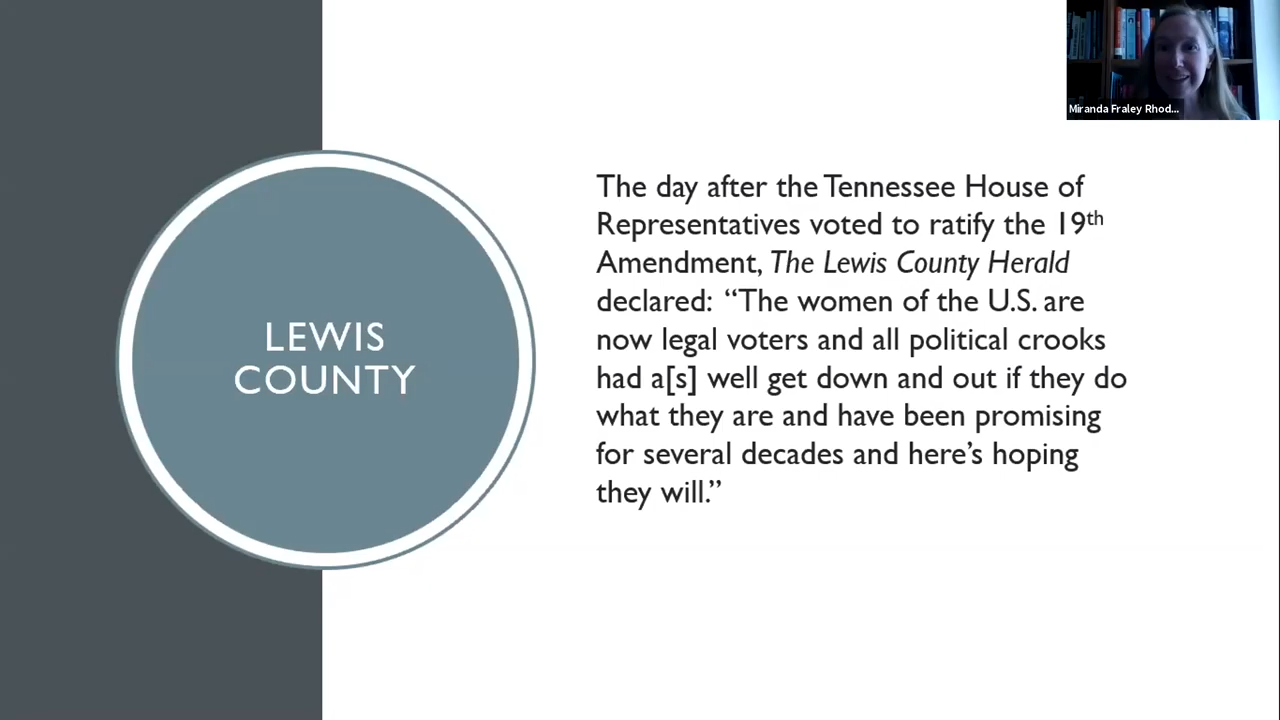 Miranda Fraley Rhod...
LEWIS
COUNTY
The day after the Tennessee House of
Representatives voted to ratify the 19th
Amendment, The Lewis County Herald
declared: “The women of the U.S. are
now legal voters and all political crooks
had a[s] well get down and out if they do
what they are and have been promising
for several decades and here’s hoping
they will.”